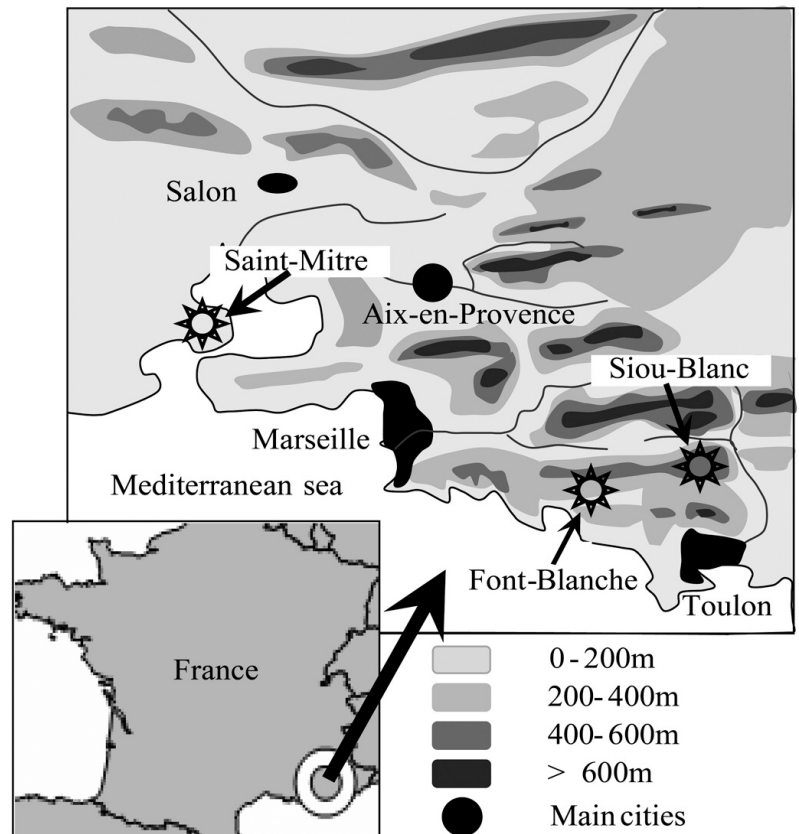 Salon
Saint-Mitre
Aix-en-Provence
Siou-Blanc
Marseille
Mediterranean sea
Font-Blanche
Toulon
France
0-200m
200-400m
400-600m
> 600m
Main cities